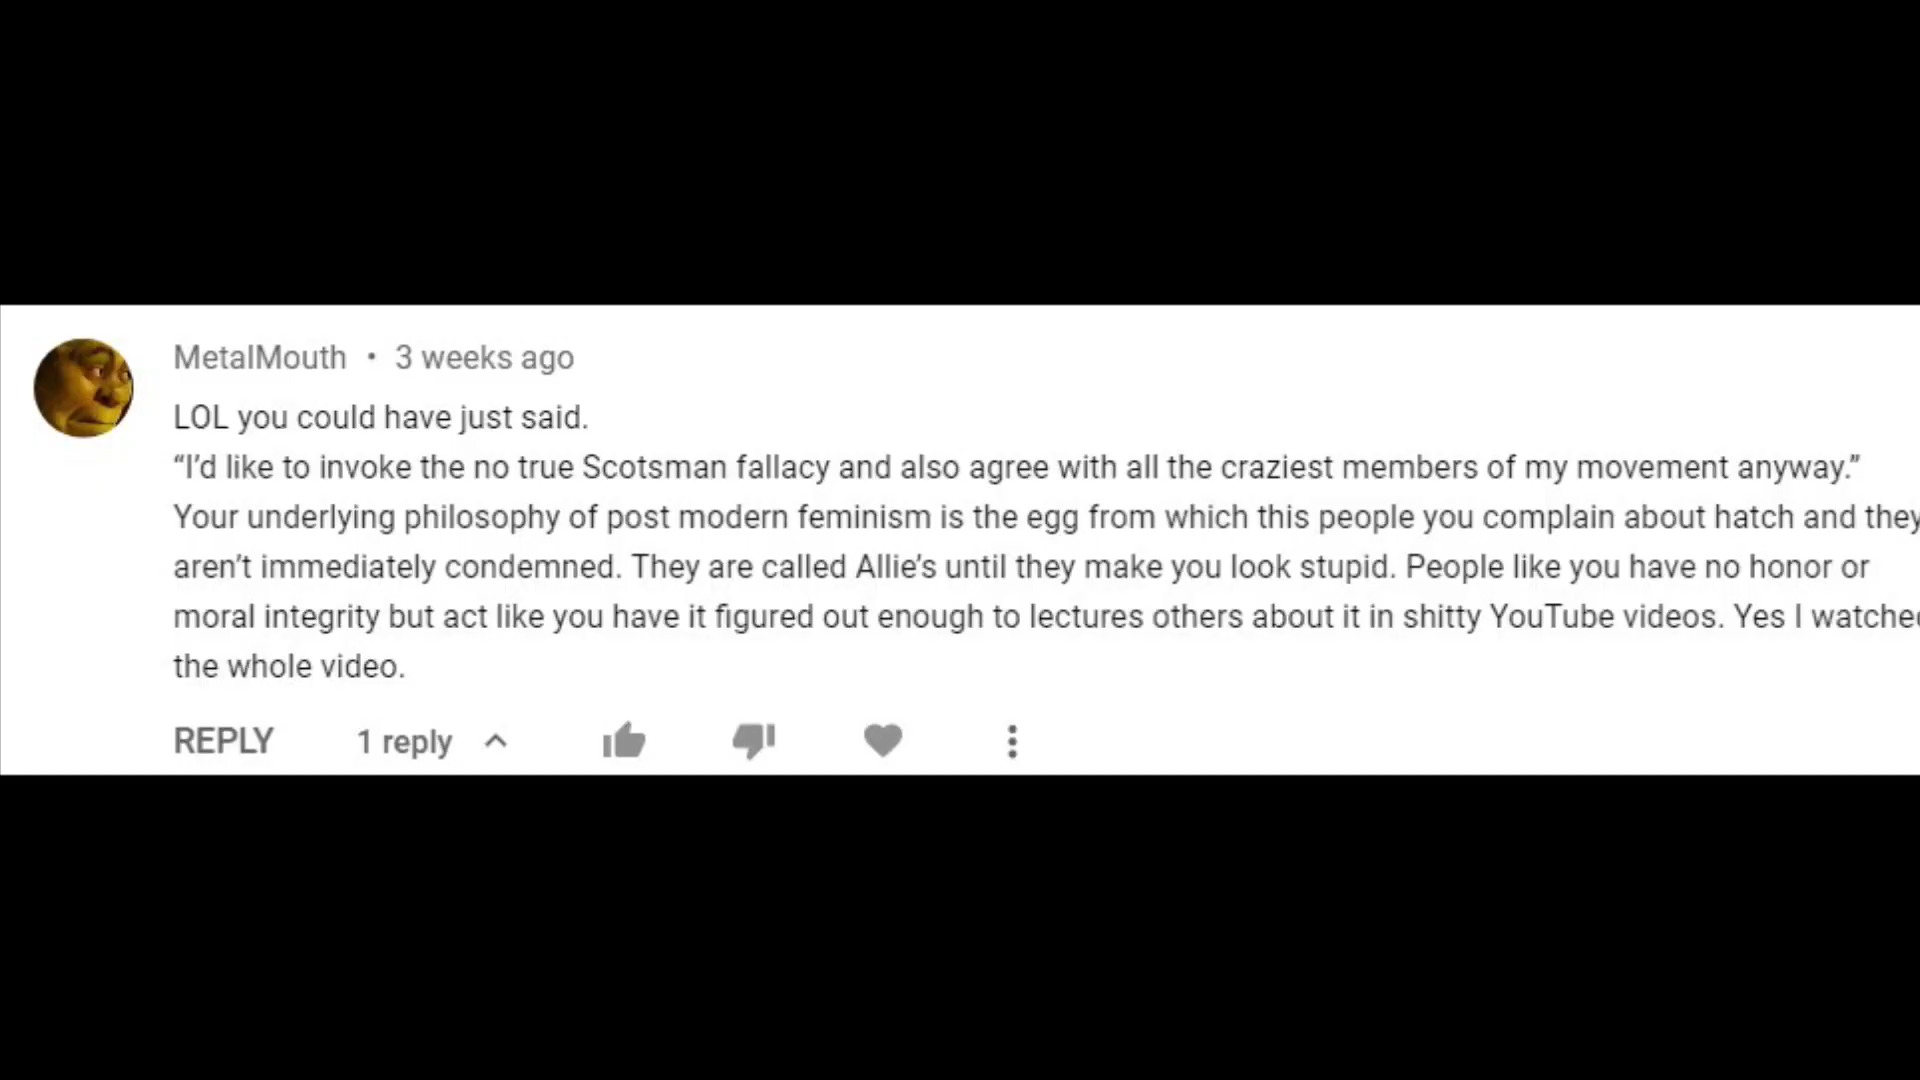 MetalMouth • 3 weeks ago
LOL you could have just said.
“I’d like to invoke the no true Scotsman fallacy and also agree with all the craziest members of my movement anyway.”
Your underlying philosophy of post modern feminism is the egg from which this people you complain about hatch and they
aren’t immediately condemned. They are called Allie’s until they make you look stupid. People like you have no honor or
moral integrity but act like you have it figured out enough to lectures others about it in shitty YouTube videos. Yes I watched
the whole video.
REPLY 1 reply